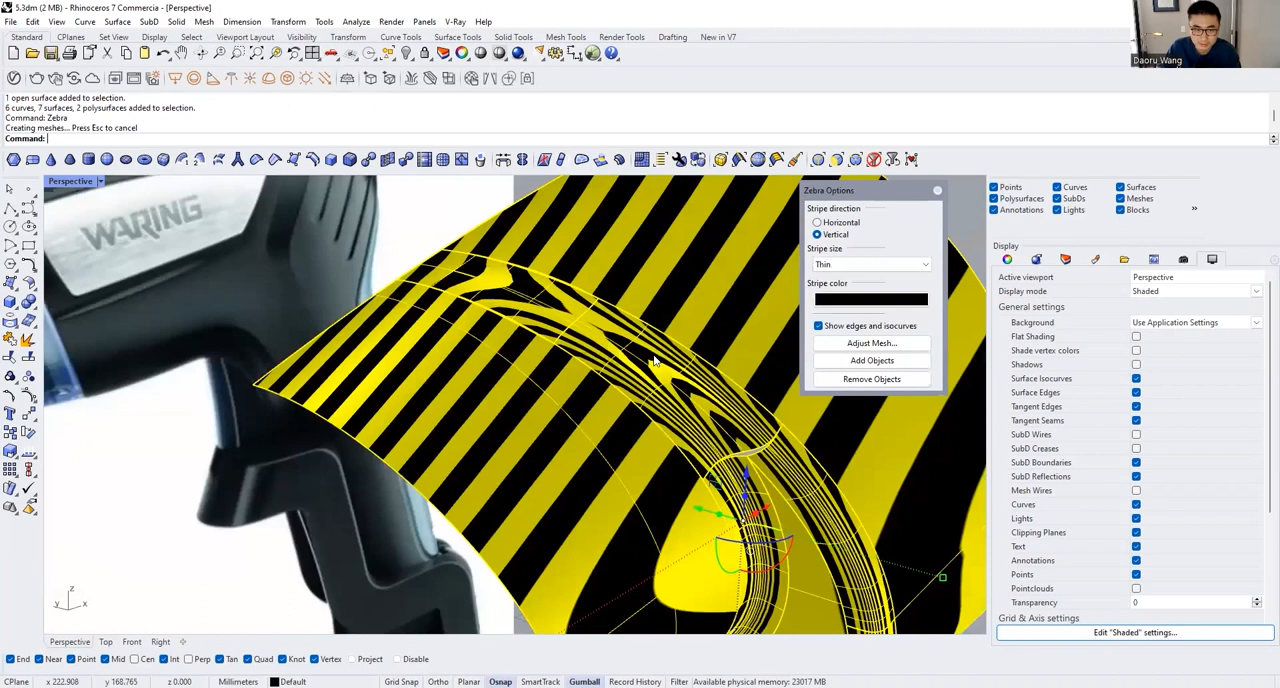 5.3dm (2 MB) - Rhinoceros 7 Commercia - [Perspective]
File Edit View Curve Surface SubD Solid Mesh Dimension Transform Tools Analyze Render Panels V-Ray Help
Standard CPlanes Set View Display Select Viewport Layout Visibility Transform Curve Tools Surface Tools Solid Tools Mesh Tools Render Tools Drafting New in V7
Daoru Wang
1 open surface added to selection.
6 curves, 7 surfaces, 2 polysurfaces added to selection.
Command: Zebra
Creating meshes... Press Esc to cancel
Command:
Perspective
WARING
Zebra Options
Stripe direction
Horizontal
Vertical
Stripe size
Thin
Stripe color
Show edges and isocurves
Adjust Mesh...
Add Objects
Remove Objects
Points Curves Surfaces
Polysurfaces SubDs Meshes
Annotations Lights Blocks
Display
Active viewport Perspective
Display mode Shaded
General settings
Background Use Application Settings
Flat Shading
Shade vertex colors
Shadows
Surface Isocurves
Surface Edges
Tangent Edges
Tangent Seams
SubD Wires
SubD Creases
SubD Boundaries
SubD Reflections
Mesh Wires
Curves
Lights
Clipping Planes
Text
Annotations
Points
Pointclouds
Transparency 0
Grid & Axis settings
Edit "Shaded" settings...
z
y x
Perspective Top Front Right
End Near Point Mid Cen Int Perp Tan Quad Knot Vertex Project Disable
CPlane x 222.908 y 168.765 z 0.000 Millimeters Default Grid Snap Ortho Planar Osnap SmartTrack Gumball Record History Filter Available physical memory: 23017 MB